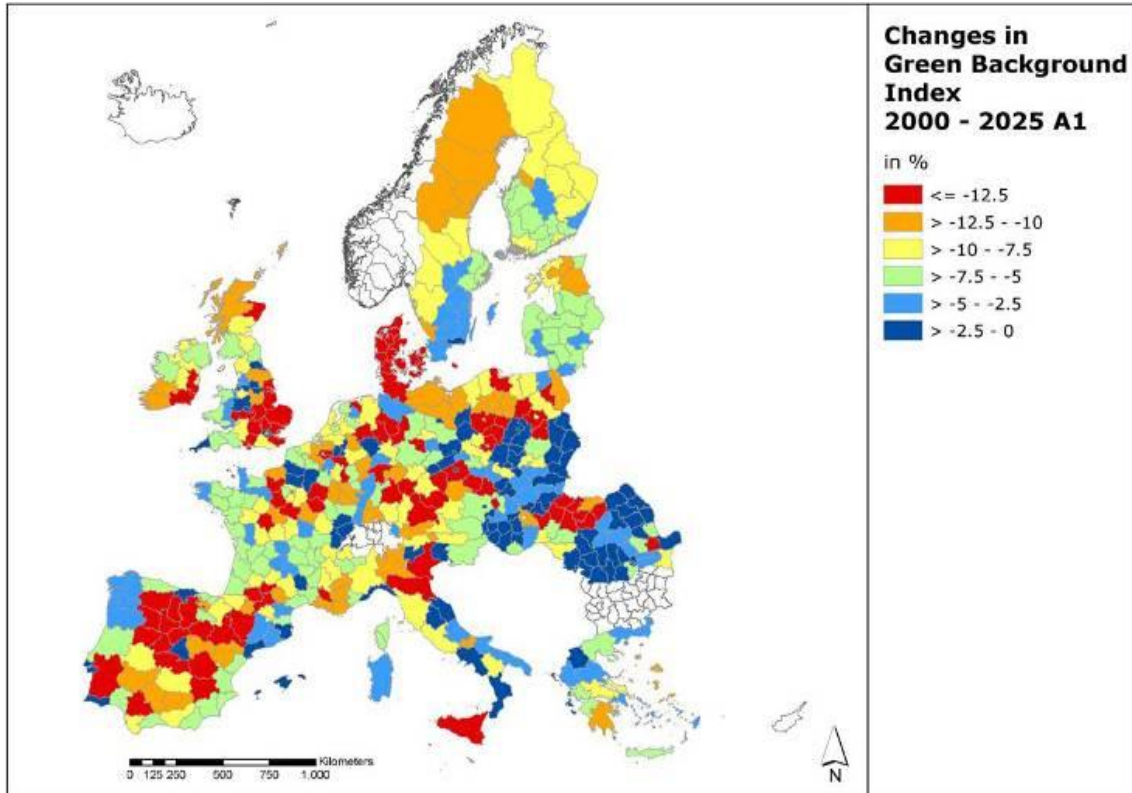 Changes in
Green Background
Index
2000 - 2025 A1
in %
<= -12.5
> -12.5 - -10
> -10 - -7.5
> -7.5 - -5
> -5 - -2.5
> -2.5 - 0
Kilometers
0 125 250 500 750 1.000
N